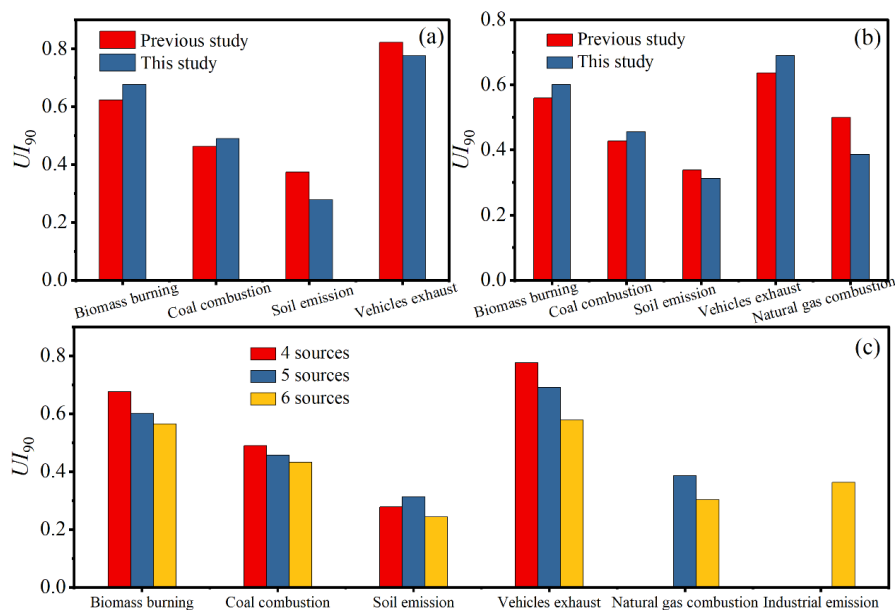 (a)
Previous study
This study
UI90
0.8
0.6
0.4
0.2
0.0
Biomass burning
Coal combustion
Soil emission
Vehicles exhaust
(b)
Previous study
This study
UI90
0.8
0.6
0.4
0.2
0.0
Biomass burning
Coal combustion
Soil emission
Vehicles exhaust
Natural gas combustion
(c)
4 sources
5 sources
6 sources
UI90
0.8
0.6
0.4
0.2
0.0
Biomass burning
Coal combustion
Soil emission
Vehicles exhaust
Natural gas combustion
Industrial emission